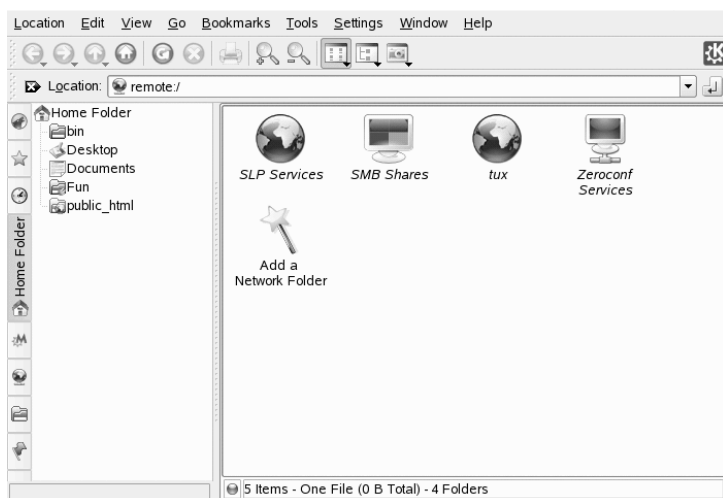 Location Edit View Go Bookmarks Tools Settings Window Help
Location: remote:/
Home Folder
Home Folder
bin
Desktop
Documents
Fun
public_html
SLP Services
SMB Shares
tux
Zeroconf
Services
Add a
Network Folder
5 Items - One File (0 B Total) - 4 Folders